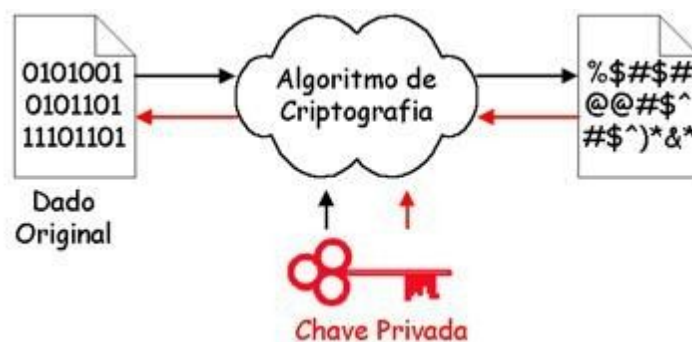 0101001
0101101
11101101
Dado
Original
Algoritmo de
Criptografia
%$#$#
@@#$^
#$^)*&*
Chave Privada